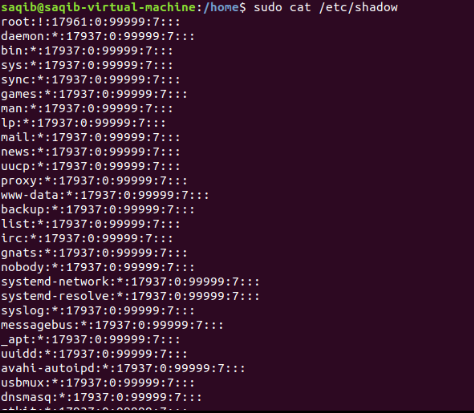 saqib@saqib-virtual-machine:/home$ sudo cat /etc/shadow
root:!:17961:0:99999:7:::
daemon:*:17937:0:99999:7:::
bin:*:17937:0:99999:7:::
sys:*:17937:0:99999:7:::
sync:*:17937:0:99999:7:::
games:*:17937:0:99999:7:::
man:*:17937:0:99999:7:::
lp:*:17937:0:99999:7:::
mail:*:17937:0:99999:7:::
news:*:17937:0:99999:7:::
uucp:*:17937:0:99999:7:::
proxy:*:17937:0:99999:7:::
www-data:*:17937:0:99999:7:::
backup:*:17937:0:99999:7:::
list:*:17937:0:99999:7:::
irc:*:17937:0:99999:7:::
gnats:*:17937:0:99999:7:::
nobody:*:17937:0:99999:7:::
systemd-network:*:17937:0:99999:7:::
systemd-resolve:*:17937:0:99999:7:::
syslog:*:17937:0:99999:7:::
messagebus:*:17937:0:99999:7:::
_apt:*:17937:0:99999:7:::
uuidd:*:17937:0:99999:7:::
avahi-autoipd:*:17937:0:99999:7:::
usbmux:*:17937:0:99999:7:::
dnsmasq:*:17937:0:99999:7:::